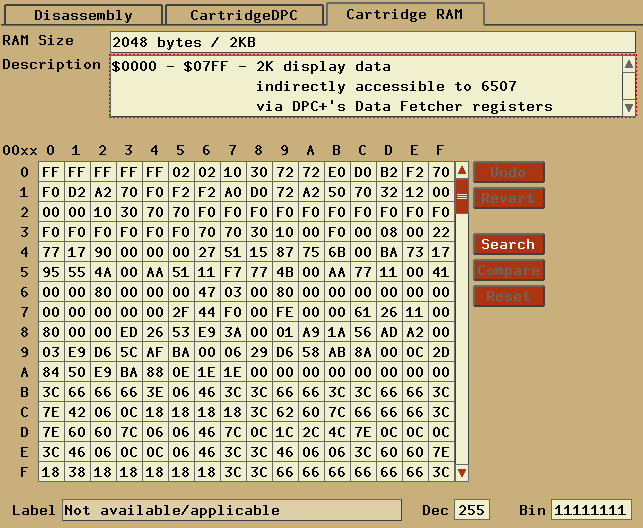 Disassembly CartridgeDPC Cartridge RAM
RAM Size 2048 bytes / 2KB
Description $0000 - $07FF - 2K display data
indirectly accessible to 6507
via DPC+'s Data Fetcher registers
00xx 0 1 2 3 4 5 6 7 8 9 A B C D E F
0 FF FF FF FF FF 02 02 10 30 72 72 E0 D0 B2 F2 70 Undo
1 F0 D2 A2 70 F0 F2 F2 A0 D0 72 A2 50 70 32 12 00 Revert
2 00 00 10 30 70 70 F0 F0 F0 F0 F0 F0 F0 F0 F0 F0
3 F0 F0 F0 F0 F0 70 70 30 10 00 F0 00 08 00 22
4 77 17 90 00 00 00 27 51 15 87 75 6B 00 BA 73 17 Search
5 95 55 4A 00 AA 51 11 F7 77 4B 00 AA 77 11 00 41 Compare
6 00 00 80 00 00 00 47 03 00 80 00 00 00 00 00 00 Reset
7 00 00 00 00 00 2F 44 F0 00 FE 00 00 61 26 11 00
8 80 00 00 ED 26 53 E9 3A 00 01 A9 1A 56 AD A2 00
9 03 E9 D6 5C AF BA 00 06 29 D6 58 AB 8A 00 0C 2D
A 84 50 E9 BA 88 0E 1E 1E 00 00 00 00 00 00 00 00
B 3C 66 66 66 3E 06 46 3C 3C 66 66 3C 66 66 3C
C 7E 42 06 0C 18 18 18 18 3C 62 60 7C 66 66 3C
D 7E 60 60 7C 06 06 46 7C 0C 1C 2C 4C 7E 0C 0C 0C
E 3C 46 06 0C 0C 06 46 3C 3C 46 06 06 3C 60 60 7E
F 18 38 18 18 18 18 18 3C 3C 66 66 66 66 66 66 3C
Label Not available/applicable Dec 255 Bin 11111111